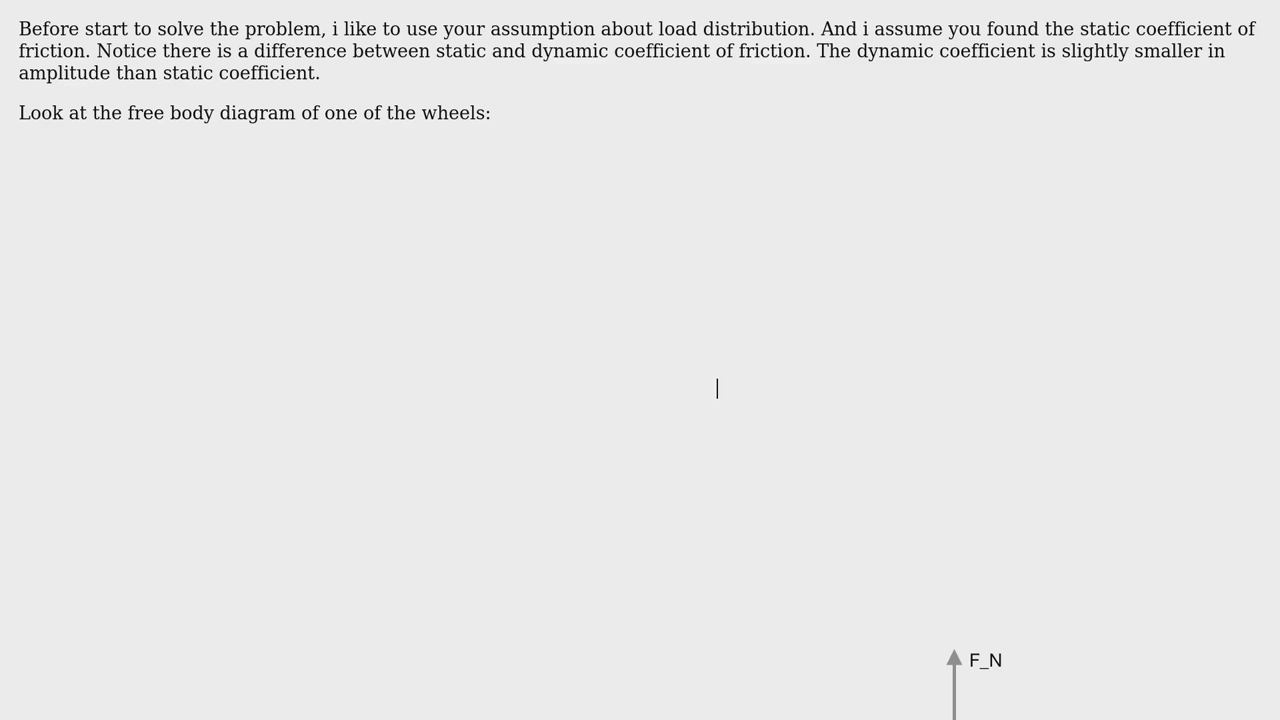 Before start to solve the problem, i like to use your assumption about load distribution. And i assume you found the static coefficient of
friction. Notice there is a difference between static and dynamic coefficient of friction. The dynamic coefficient is slightly smaller in
amplitude than static coefficient.
Look at the free body diagram of one of the wheels:
F_N